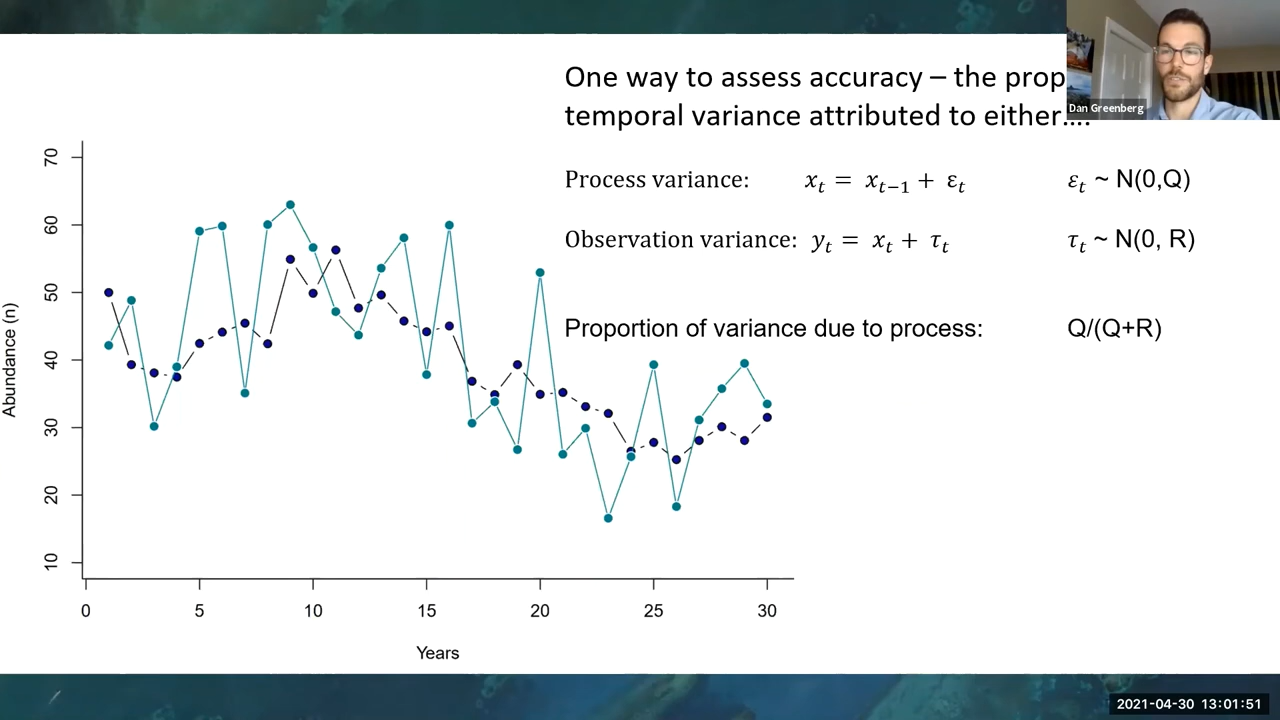 One way to assess accuracy – the prop
temporal variance attributed to either….
Dan Greenberg
Process variance: xₜ = xₜ₋₁ + εₜ εₜ ~ N(0,Q)
Observation variance: yₜ = xₜ + τₜ τₜ ~ N(0, R)
Proportion of variance due to process: Q/(Q+R)
Abundance (n)
70
60
50
40
30
20
10
0 5 10 15 20 25 30
Years
2021-04-30 13:01:51